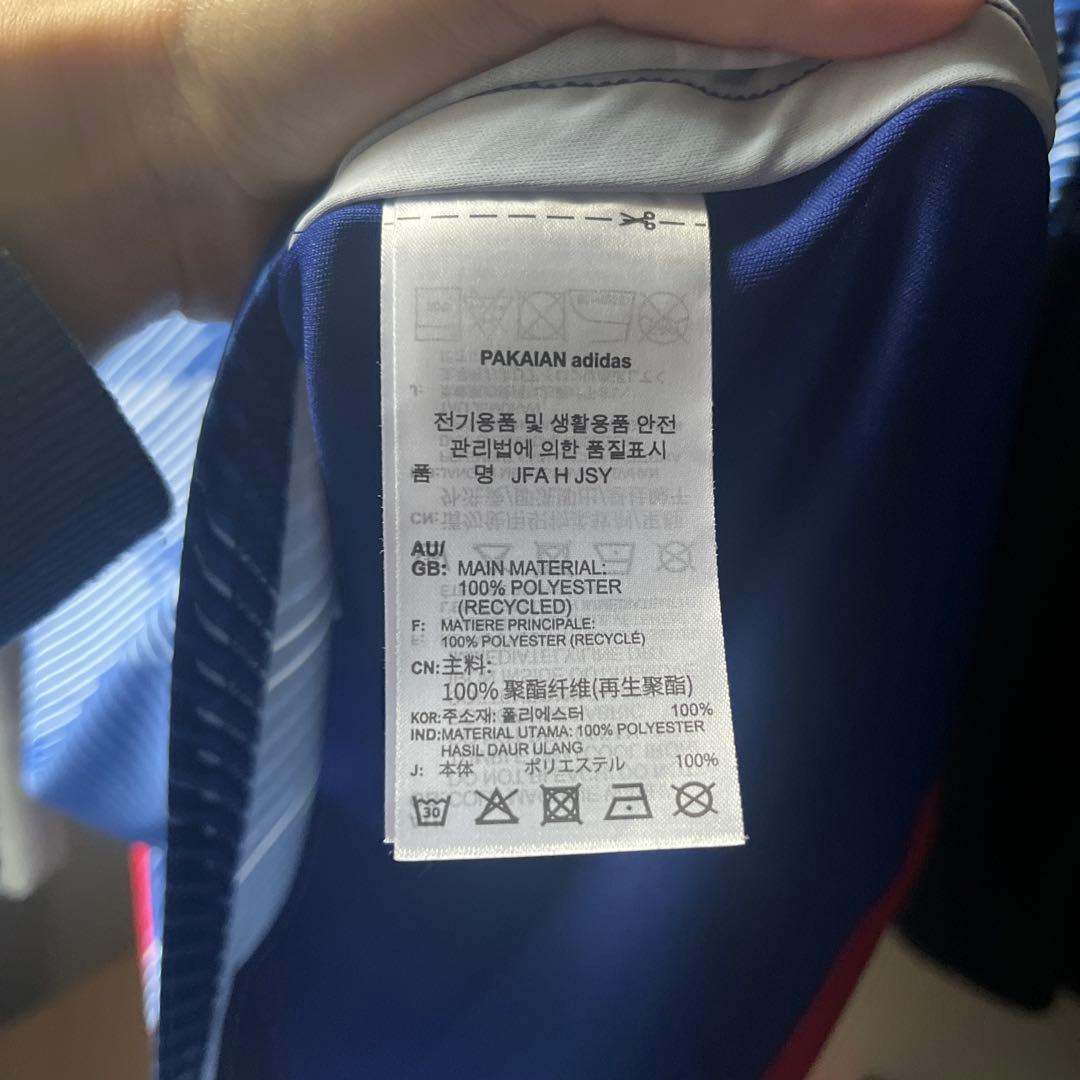 PAKAIAN adidas
전기용품 및 생활용품 안전
관리법에 의한 품질표시
품 명 JFA H JSY
AU/
GB: MAIN MATERIAL:
100% POLYESTER
(RECYCLED)
F: MATIERE PRINCIPALE:
100% POLYESTER (RECYCLÉ)
CN: 主料:
100% 聚酯纤维(再生聚酯)
KOR: 주소재: 폴리에스터 100%
IND: MATERIAL UTAMA: 100% POLYESTER
HASIL DAUR ULANG
J: 本体 ポリエステル 100%
30